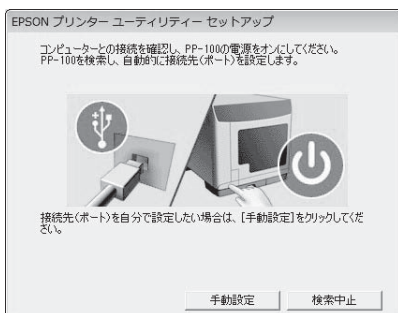 EPSON プリンター ユーティリティー セットアップ
コンピューターとの接続を確認し、PP-100の電源をオンにしてください。
PP-100を検索し、自動的に接続先(ポート)を設定します。
接続先(ポート)を自分で設定したい場合は、[手動設定]をクリックしてくだ
さい。
手動設定
検索中止